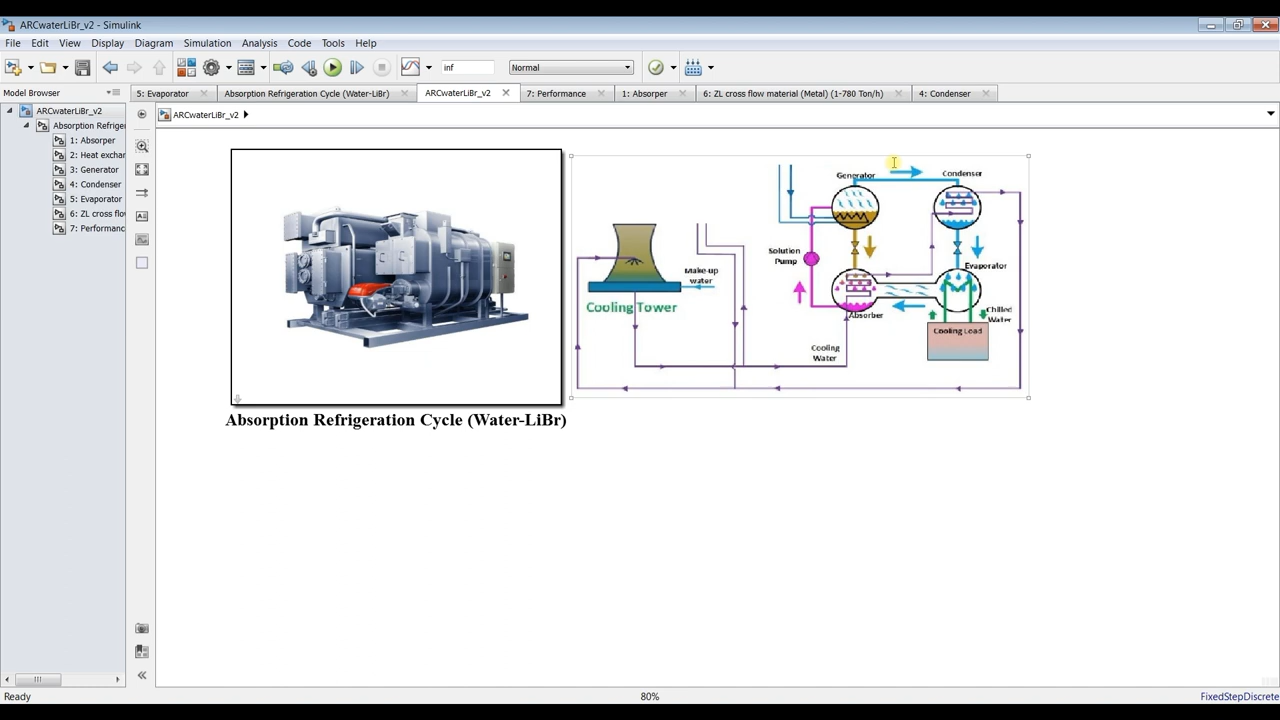 ARCwaterLiBr_v2 - Simulink
File Edit View Display Diagram Simulation Analysis Code Tools Help
inf Normal
Model Browser
5: Evaporator Absorption Refrigeration Cycle (Water-LiBr) ARCwaterLiBr_v2 7: Performance 1: Absorper 6: ZL cross flow material (Metal) (1-780 Ton/h) 4: Condenser
ARCwaterLiBr_v2
Absorption Refriger
1: Absorper
2: Heat exchan
3: Generator
4: Condenser
5: Evaporator
6: ZL cross flo
7: Performanc
ARCwaterLiBr_v2
Generator
Condenser
Solution
Pump
Evaporator
Make-up
water
Cooling Tower
Absorber
Chilled
Water
Cooling Load
Cooling
Water
Absorption Refrigeration Cycle (Water-LiBr)
Ready
80%
FixedStepDiscrete